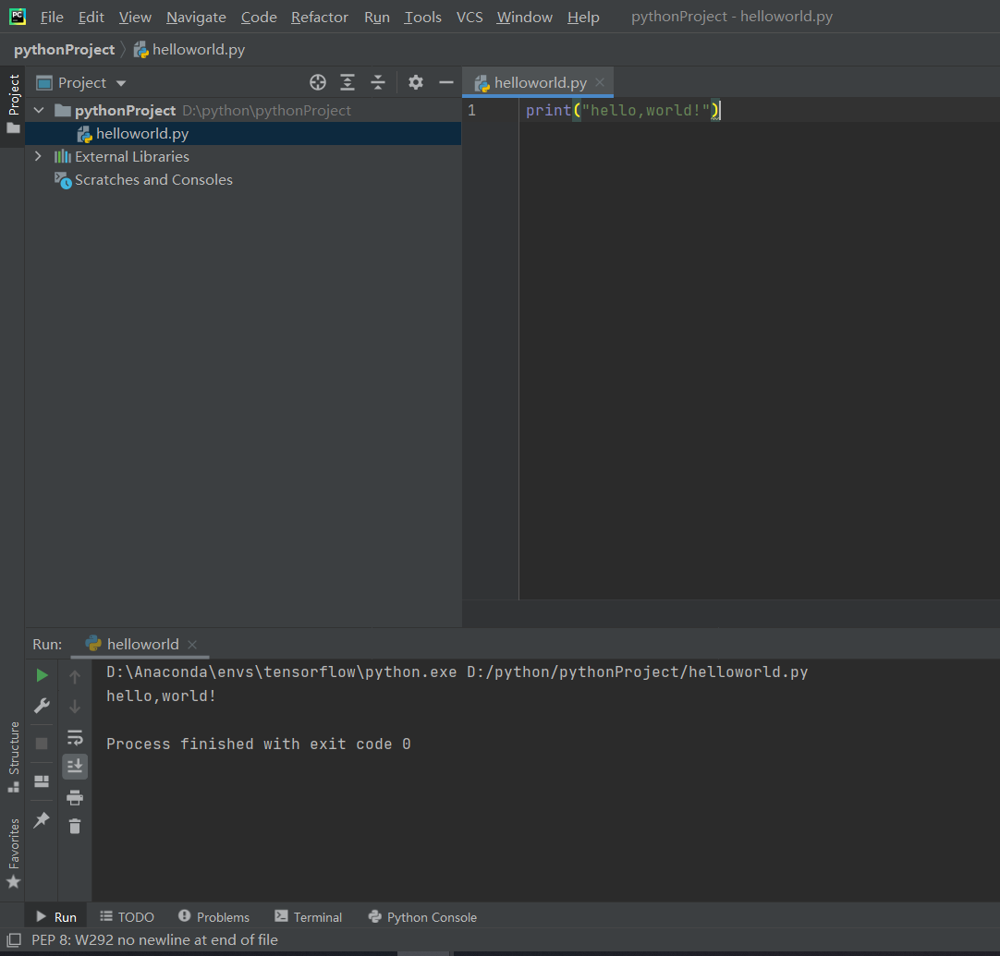 PC File Edit View Navigate Code Refactor Run Tools VCS Window Help pythonProject - helloworld.py
pythonProject helloworld.py
Project
Project
helloworld.py
pythonProject D:\python\pythonProject
1 print("hello,world!")
helloworld.py
External Libraries
Scratches and Consoles
Run: helloworld
D:\Anaconda\envs\tensorflow\python.exe D:/python/pythonProject/helloworld.py
hello,world!
Process finished with exit code 0
Structure
Favorites
Run TODO Problems Terminal Python Console
PEP 8: W292 no newline at end of file